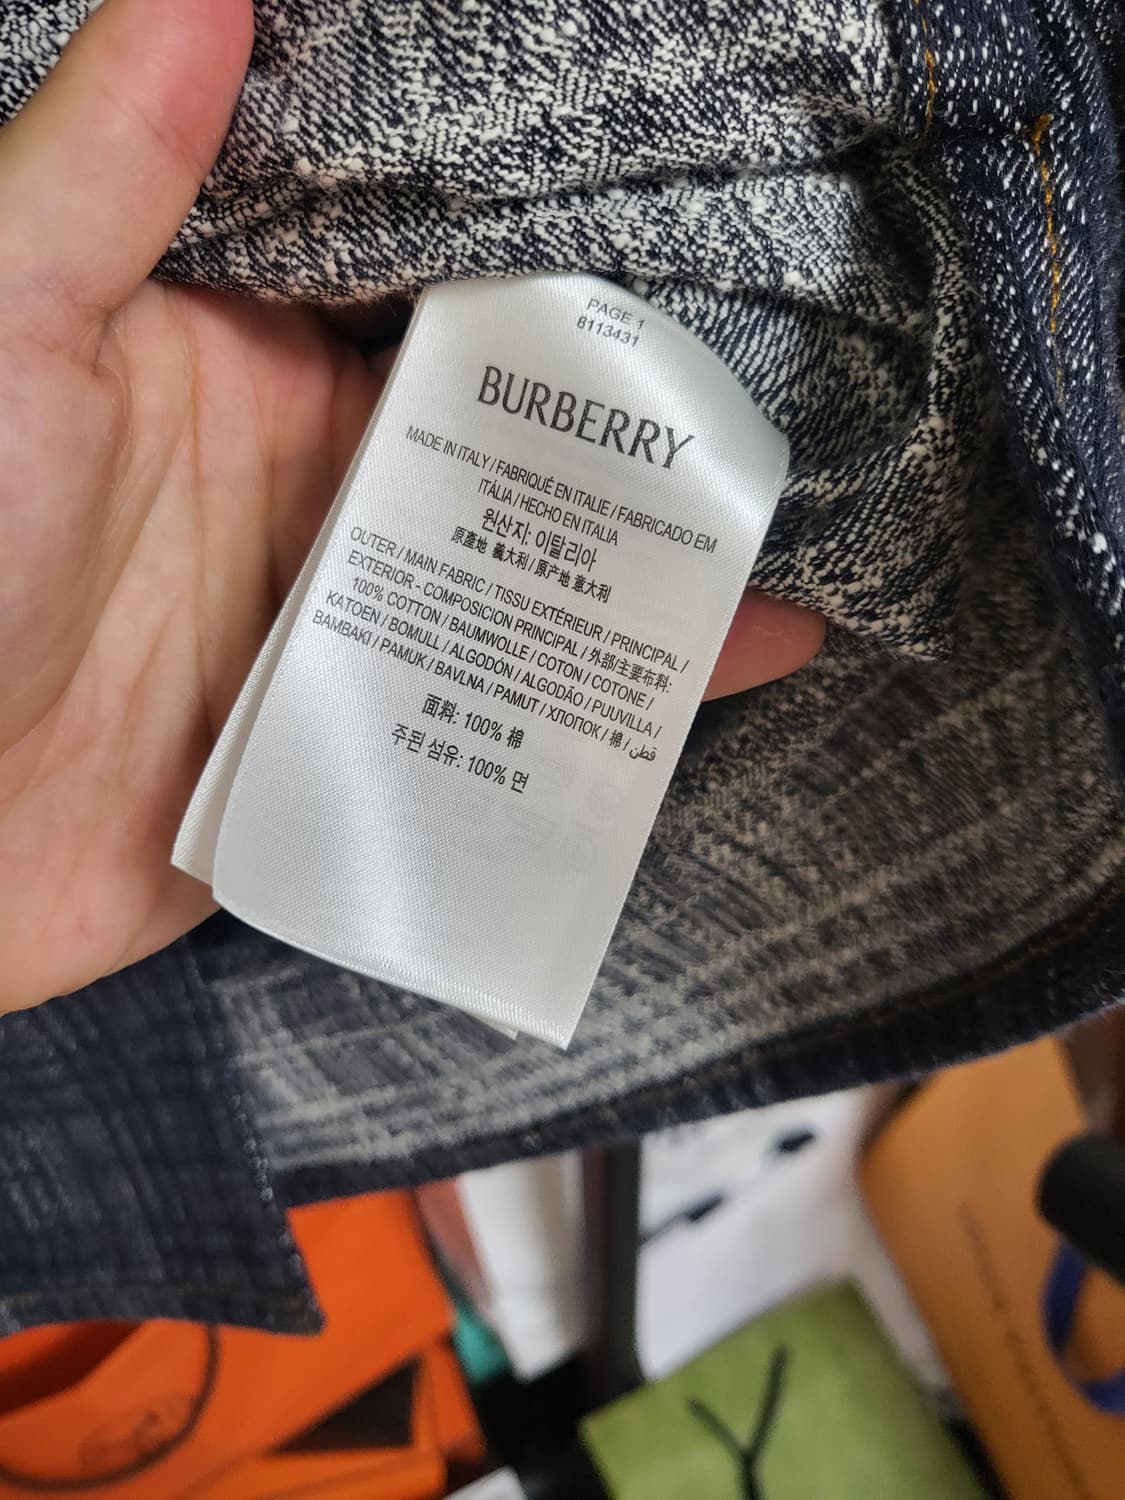 PAGE 1
8113431
BURBERRY
MADE IN ITALY / FABRIQUÉ EN ITALIE / FABRICADO EM
ITÁLIA / HECHO EN ITALIA
원산지: 이탈리아
原產地 義大利 / 原产地 意大利
OUTER / MAIN FABRIC / TISSU EXTÉRIEUR / PRINCIPAL /
EXTERIOR - COMPOSICION PRINCIPAL / 外部/主要布料:
100% COTTON / BAUMWOLLE / COTON / COTONE /
KATOEN / BOMULL / ALGODÓN / ALGODÃO / PUUVILLA /
BAMBAKI / PAMUK / BAVLNA / PAMUT / ХЛОПОК / 棉 / قطن
面料: 100% 棉
주된 섬유: 100% 면